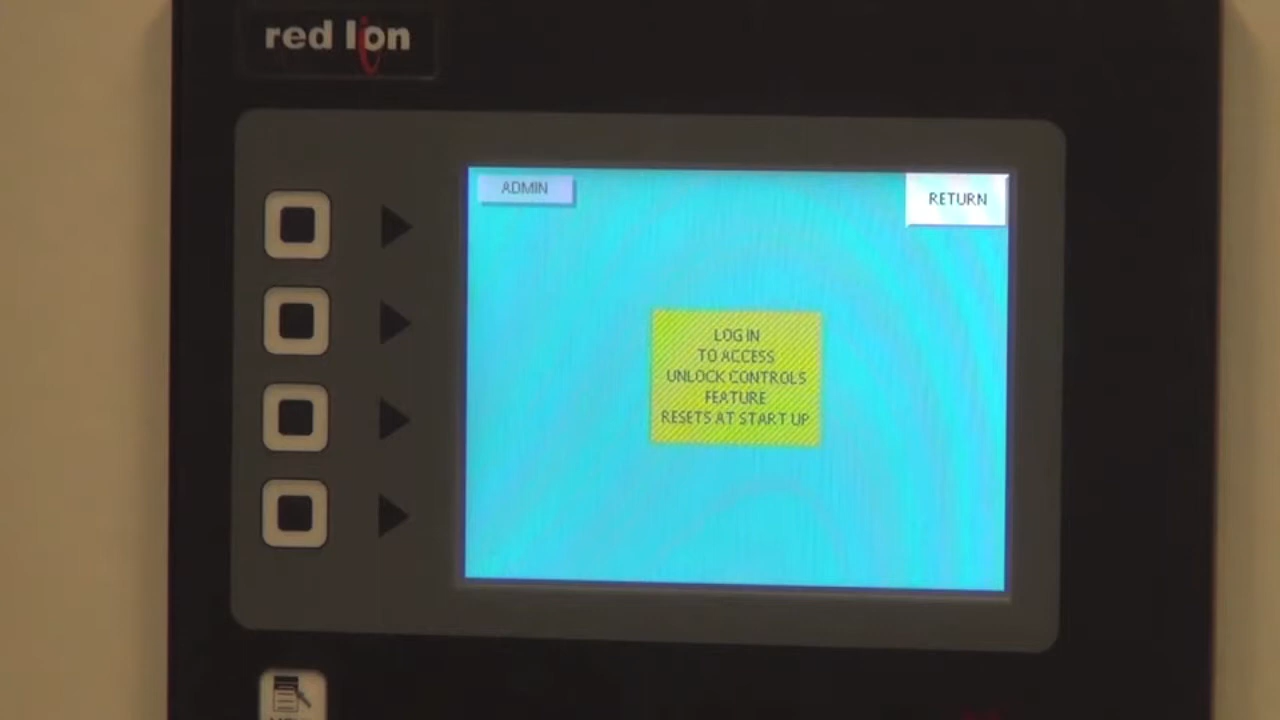 red lion
ADMIN
RETURN
LOG IN
TO ACCESS
UNLOCK CONTROLS
FEATURE
RESETS AT START UP